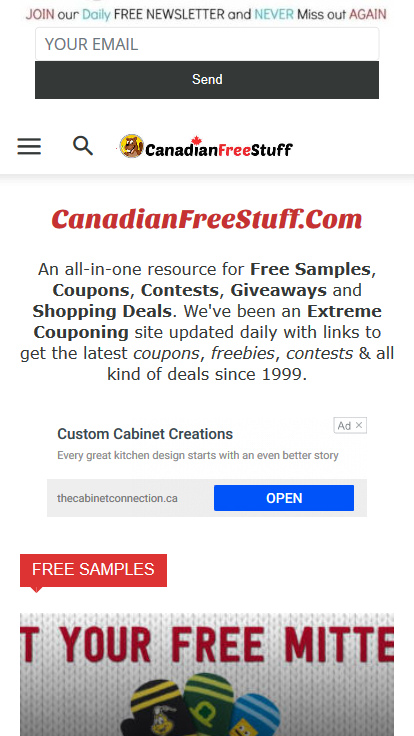 JOIN our Daily FREE NEWSLETTER and NEVER Miss out AGAIN
YOUR EMAIL
Send
CanadianFreeStuff
CanadianFreeStuff.Com
An all-in-one resource for Free Samples,
Coupons, Contests, Giveaways and
Shopping Deals. We've been an Extreme
Couponing site updated daily with links to
get the latest coupons, freebies, contests & all
kind of deals since 1999.
Ad
Custom Cabinet Creations
Every great kitchen design starts with an even better story
thecabinetconnection.ca
OPEN
FREE SAMPLES
T YOUR FREE MITTE